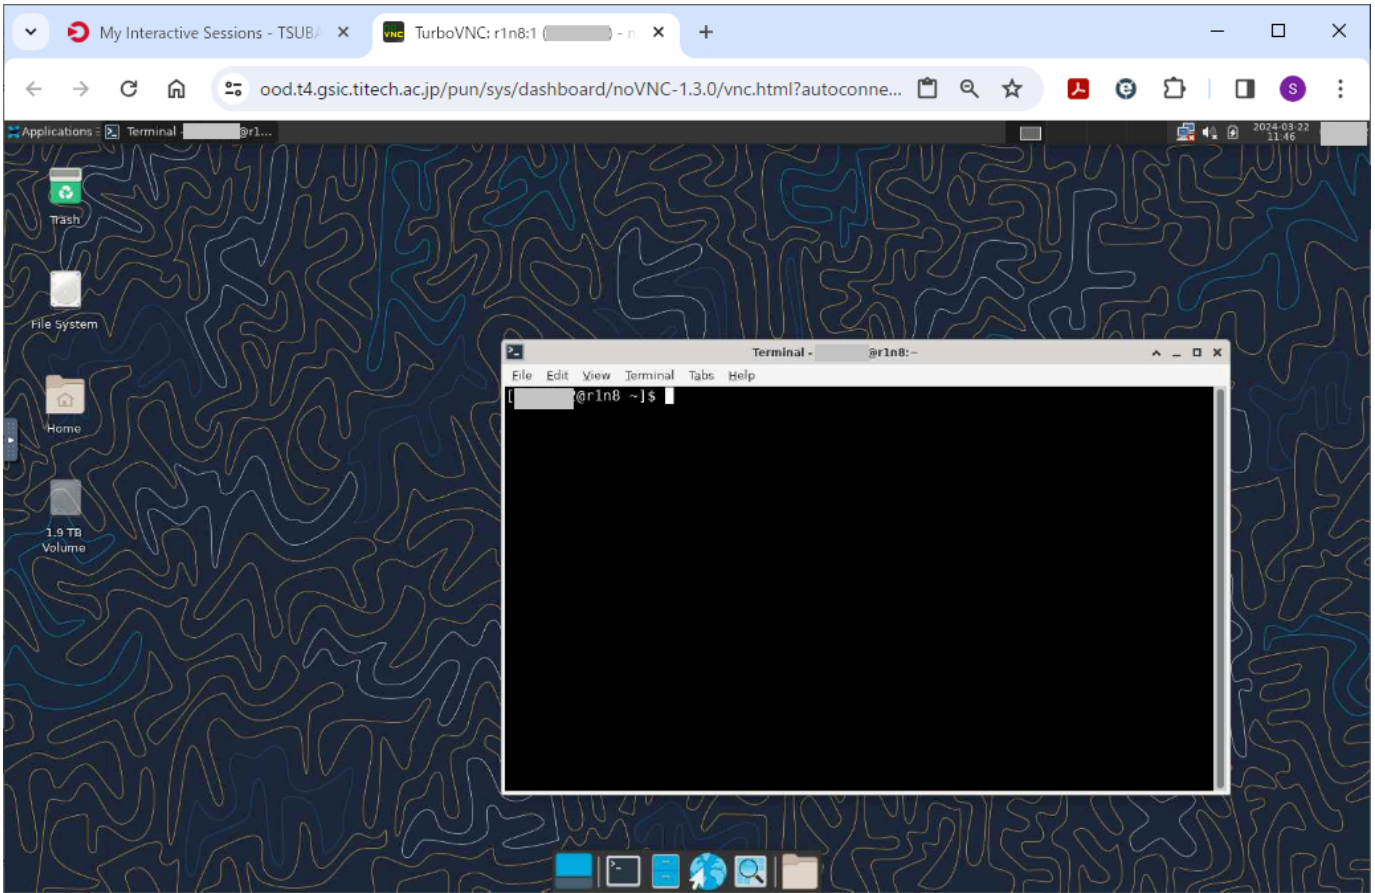 My Interactive Sessions - TSUBA
TurboVNC: r1n8:1 ( ) - n
ood.t4.gsic.titech.ac.jp/pun/sys/dashboard/noVNC-1.3.0/vnc.html?autoconne...
S
Applications
Terminal - @r1...
2024-03-22
11:46
Trash
File System
Home
1.9 TB
Volume
Terminal - @r1n8:~
File Edit View Terminal Tabs Help
[ @r1n8 ~]$